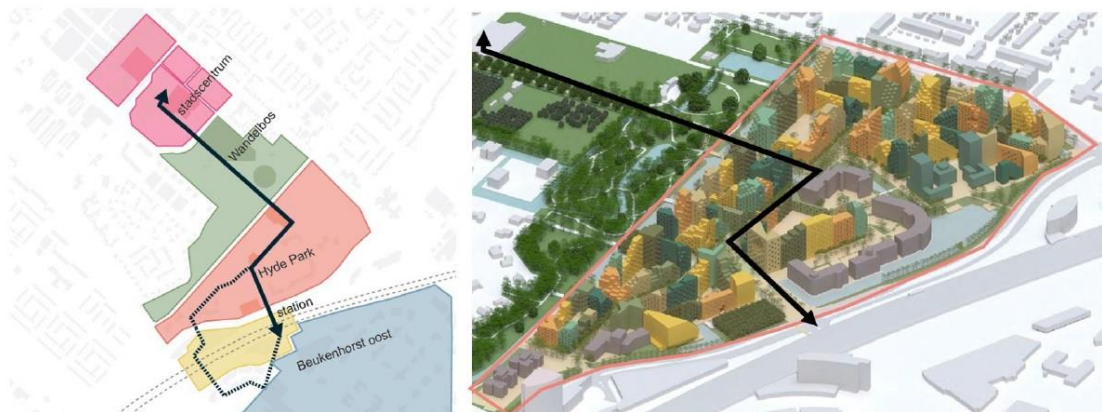 stadscentrum
Wandelbos
Hyde Park
station
Beukenhorst oost